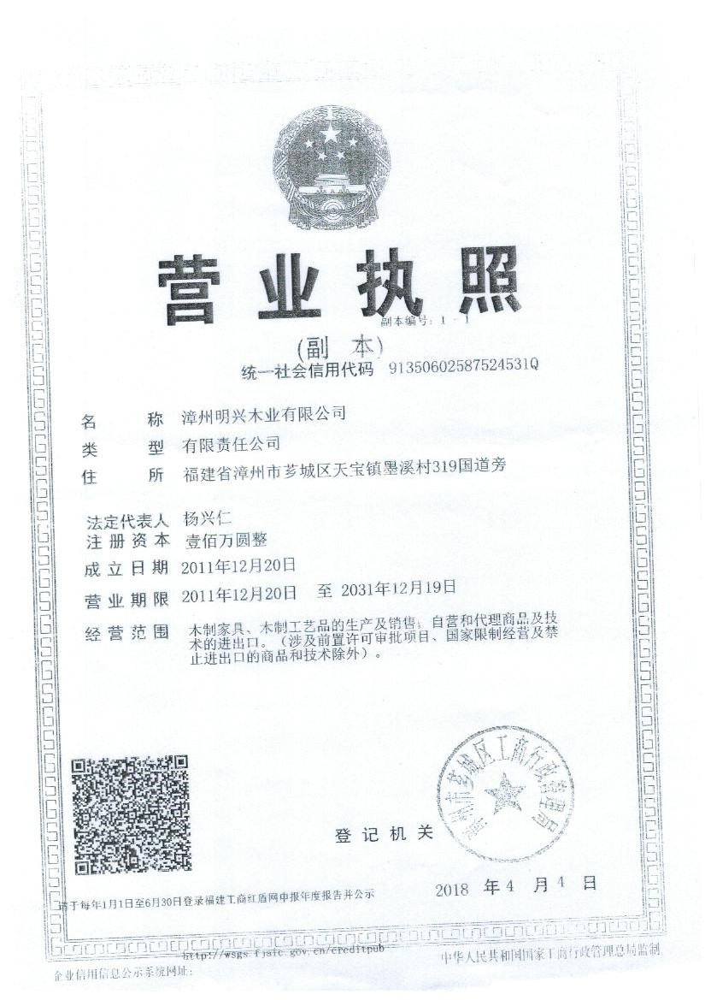 营业执照
副本编号：1 - 1
(副 本)
统一社会信用代码 91350602587524531Q
名 称 漳州明兴木业有限公司
类 型 有限责任公司
住 所 福建省漳州市芗城区天宝镇墨溪村319国道旁
法定代表人 杨兴仁
注册资本 壹佰万圆整
成立日期 2011年12月20日
营业期限 2011年12月20日 至 2031年12月19日
经营范围 木制家具、木制工艺品的生产及销售；自营和代理商品及技
术的进出口。（涉及前置许可审批项目、国家限制经营及禁
止进出口的商品和技术除外）。
漳州市芗城区工商行政管理局
登记机关
2018 年 4 月 4 日
请于每年1月1日至6月30日登录福建工商红盾网申报年度报告并公示
http://wsgs.fjaic.gov.cn/creditpub
企业信用信息公示系统网址：
中华人民共和国国家工商行政管理总局监制